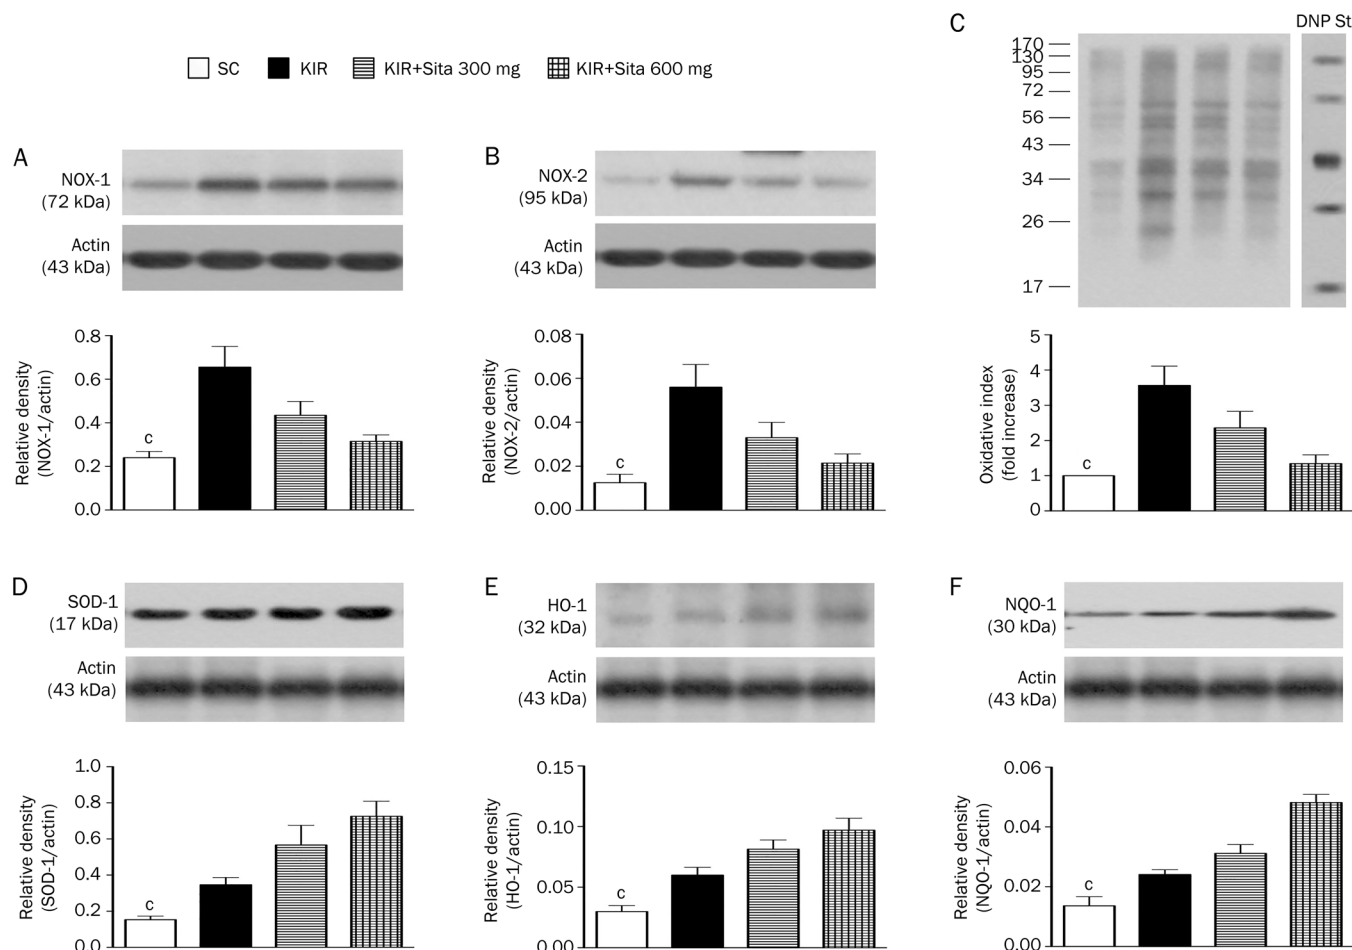 C
DNP St
SC
KIR
KIR+Sita 300 mg
KIR+Sita 600 mg
170
130
95
72
56
43
34
26
17
A
NOX-1
(72 kDa)
Actin
(43 kDa)
B
NOX-2
(95 kDa)
Actin
(43 kDa)
Relative density
(NOX-1/actin)
0.8
0.6
0.4
0.2
0.0
c
Relative density
(NOX-2/actin)
0.08
0.06
0.04
0.02
0.00
c
Oxidative index
(fold increase)
5
4
3
2
1
0
c
D
SOD-1
(17 kDa)
Actin
(43 kDa)
E
HO-1
(32 kDa)
Actin
(43 kDa)
F
NQO-1
(30 kDa)
Actin
(43 kDa)
Relative density
(SOD-1/actin)
1.0
0.8
0.6
0.4
0.2
0.0
c
Relative density
(HO-1/actin)
0.15
0.10
0.05
0.00
c
Relative density
(NQO-1/actin)
0.06
0.04
0.02
0.00
c